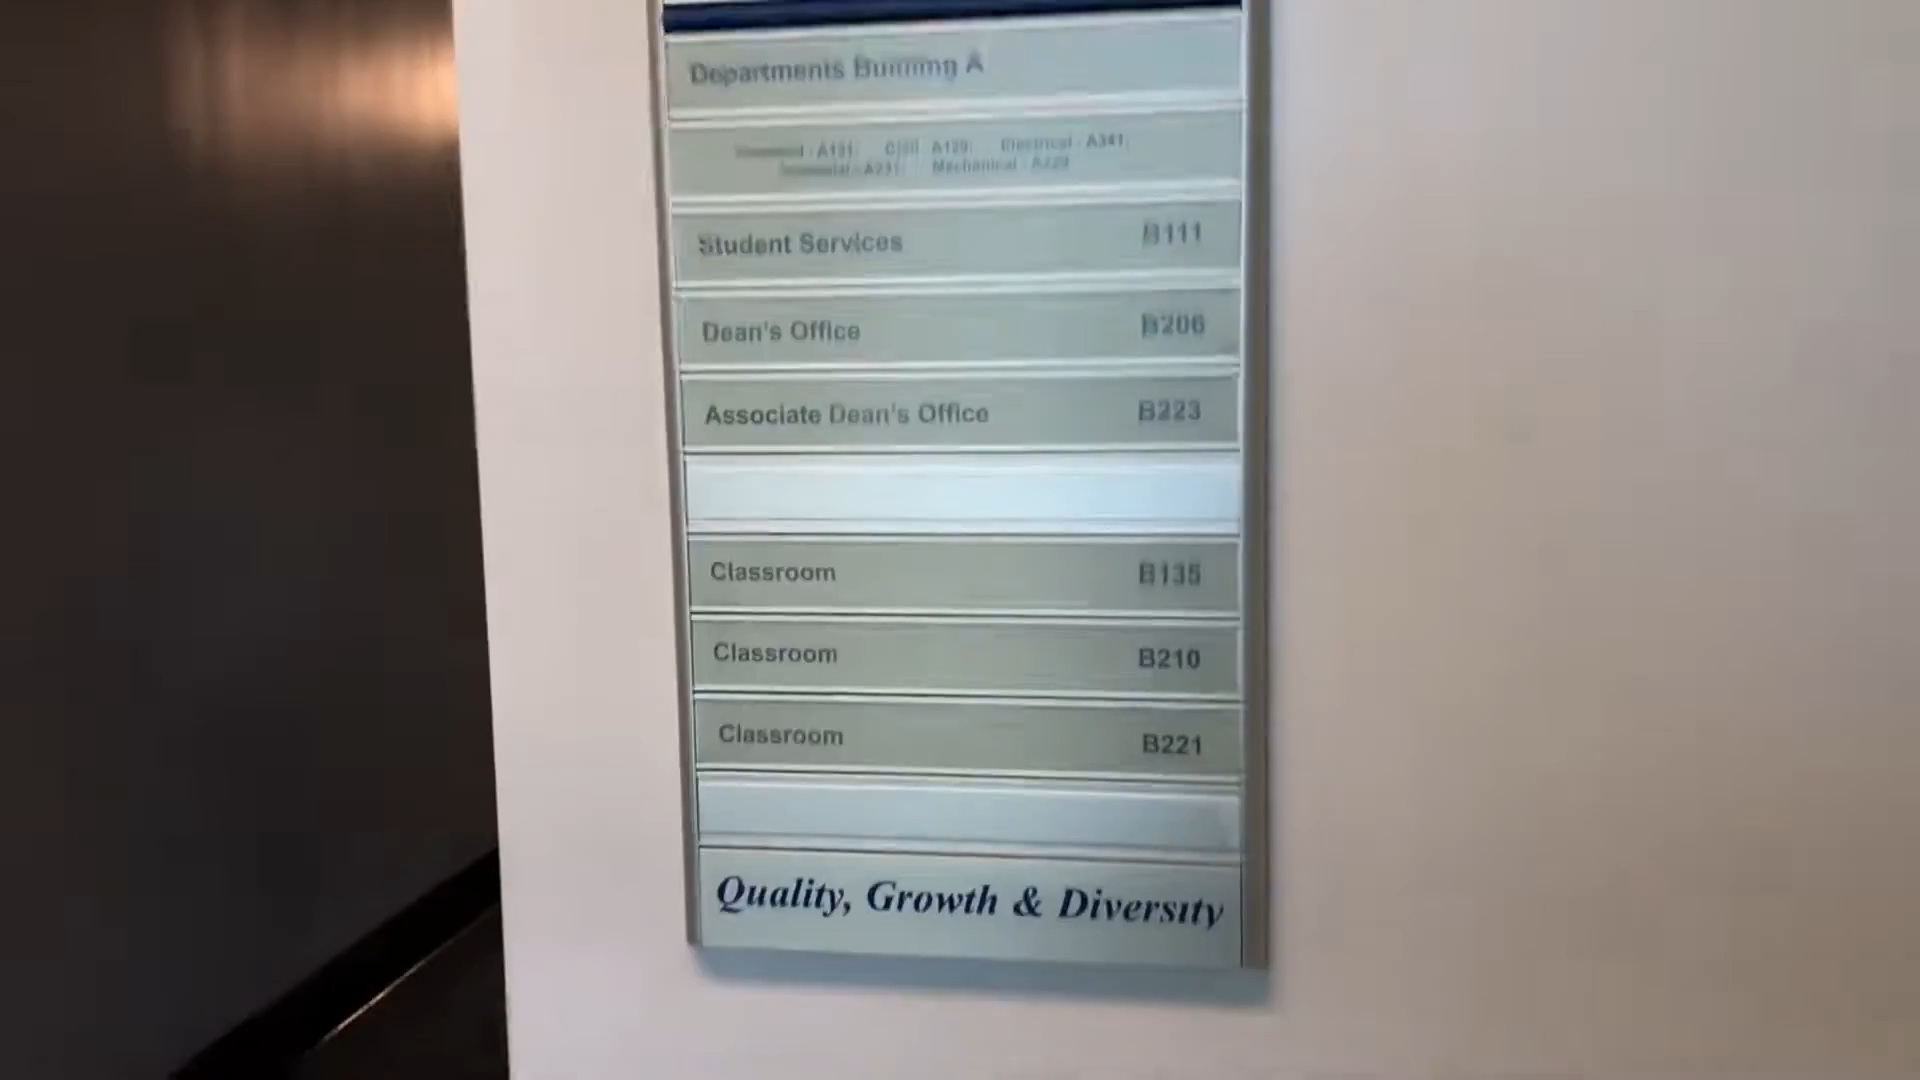 Departments Building A
A131 Civil A129 Electrical - A341
A231 Mechanical - A229
Student Services B111
Dean's Office B206
Associate Dean's Office B223
Classroom B135
Classroom B210
Classroom B221
Quality, Growth & Diversity